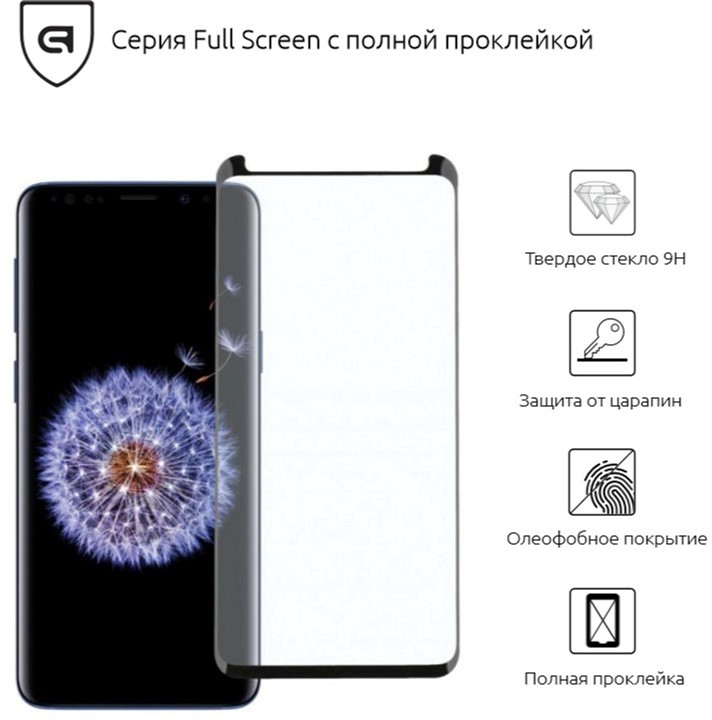 Серия Full Screen с полной проклейкой
Твердое стекло 9H
Защита от царапин
Олеофобное покрытие
Полная проклейка